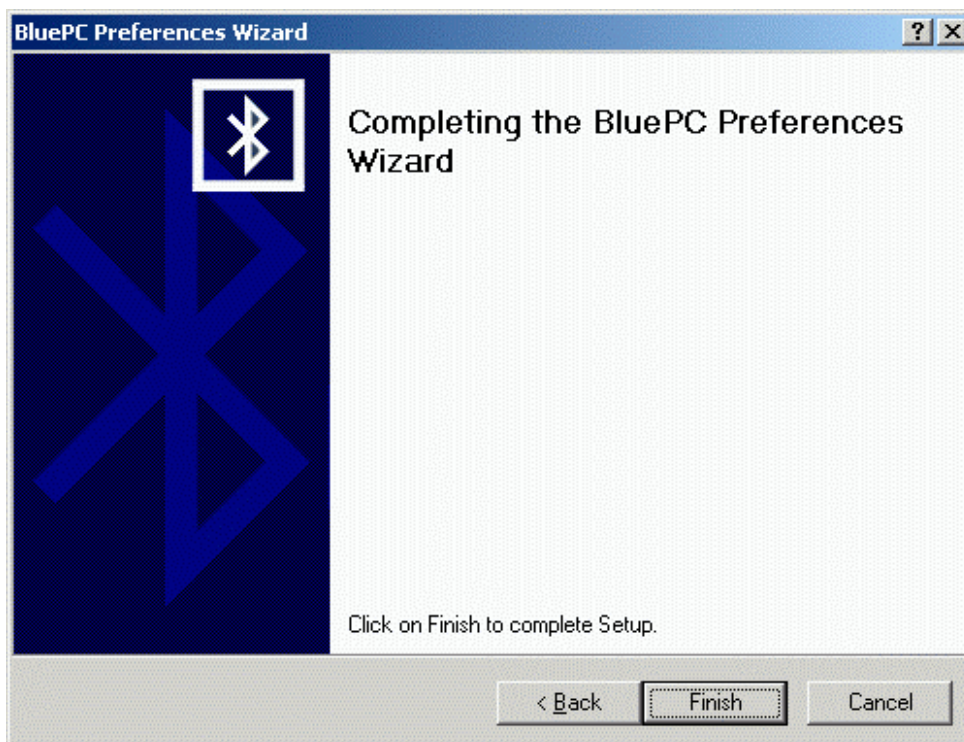 BluePC Preferences Wizard
Completing the BluePC Preferences
Wizard
Click on Finish to complete Setup.
< Back
Finish
Cancel